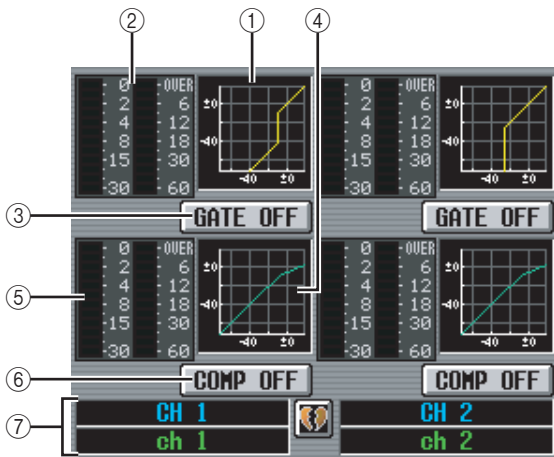 ② ① ④
0 OVER 0 OVER
2 6 ±0 2 6 ±0
4 12 4 12
8 18 -40 8 18 -40
-15 30 -15 30
-30 60 -40 ±0 -30 60 -40 ±0
③ GATE OFF GATE OFF
0 OVER 0 OVER
2 6 ±0 2 6 ±0
4 12 4 12
⑤ 8 18 -40 8 18 -40
-15 30 -15 30
-30 60 -40 ±0 -30 60 -40 ±0
⑥ COMP OFF COMP OFF
⑦ CH 1 CH 2
ch 1 ch 2